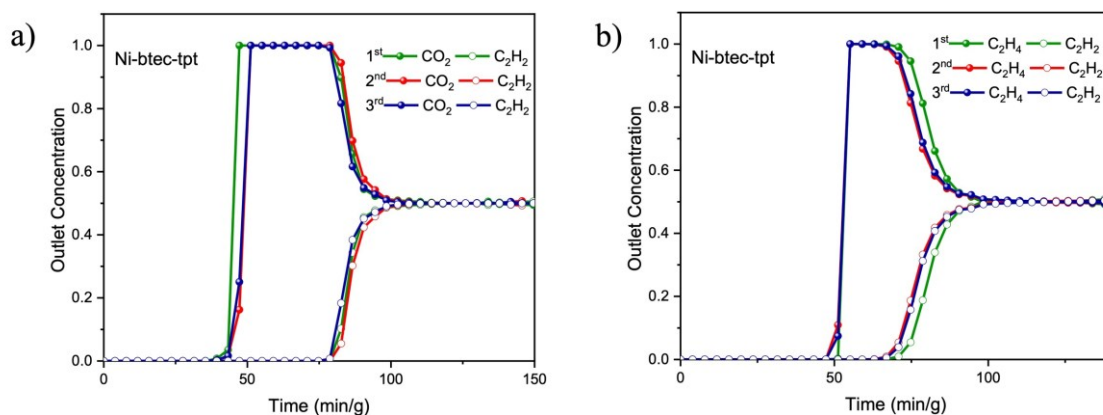 a)
Ni-btec-tpt
1st CO2 C2H2
2nd CO2 C2H2
3rd CO2 C2H2
Outlet Concentration
1.0
0.8
0.6
0.4
0.2
0.0
0 50 100 150
Time (min/g)
b)
Ni-btec-tpt
1st C2H4 C2H2
2nd C2H4 C2H2
3rd C2H4 C2H2
Outlet Concentration
1.0
0.8
0.6
0.4
0.2
0.0
0 50 100
Time (min/g)